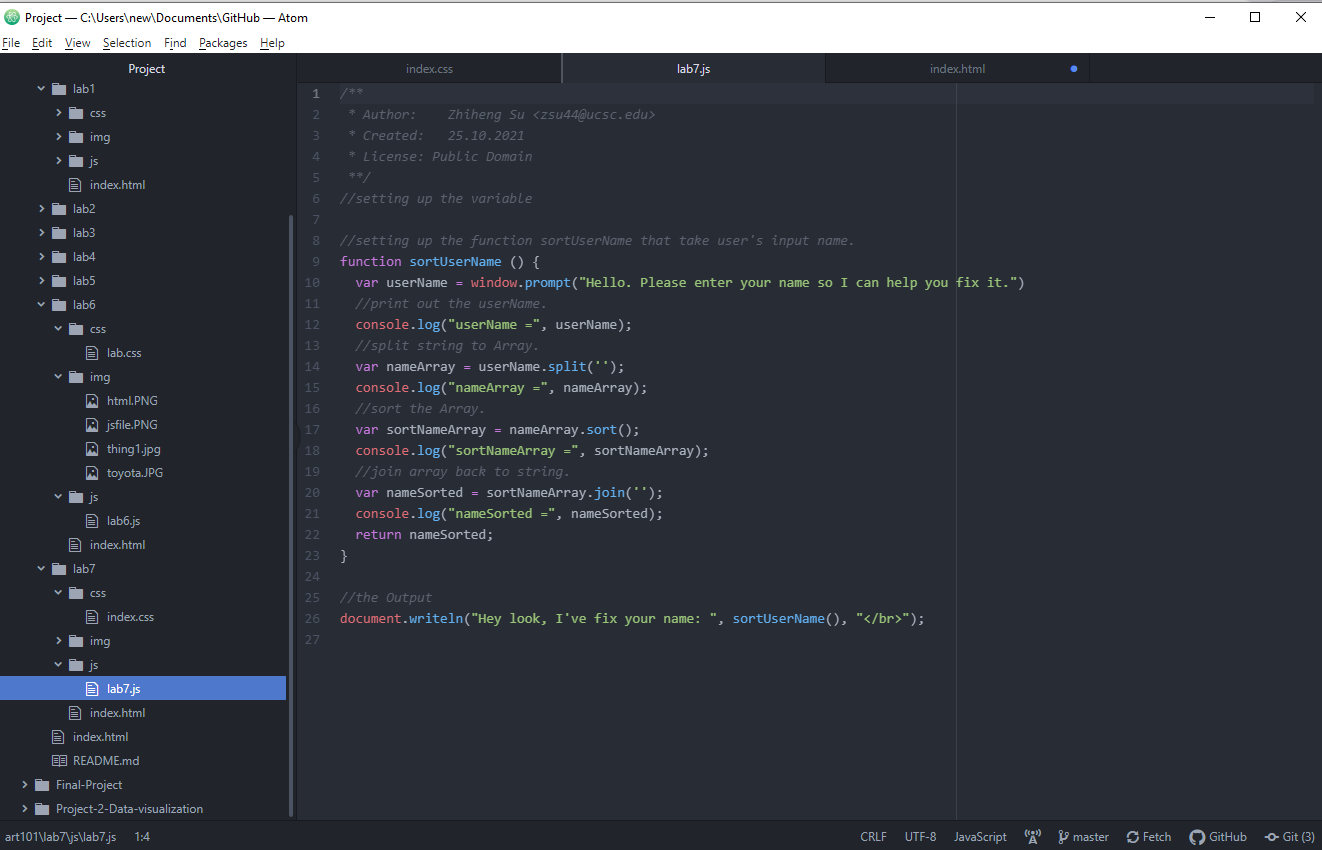 Project — C:\Users\new\Documents\GitHub — Atom
File Edit View Selection Find Packages Help
Project
lab1
css
img
js
index.html
lab2
lab3
lab4
lab5
lab6
css
lab.css
img
html.PNG
jsfile.PNG
thing1.jpg
toyota.JPG
js
lab6.js
index.html
lab7
css
index.css
img
js
lab7.js
index.html
index.html
README.md
Final-Project
Project-2-Data-visualization
index.css lab7.js index.html
1 /**
2  * Author:    Zhiheng Su <zsu44@ucsc.edu>
3  * Created:   25.10.2021
4  * License: Public Domain
5  **/
6 //setting up the variable
7
8 //setting up the function sortUserName that take user's input name.
9 function sortUserName () {
10   var userName = window.prompt("Hello. Please enter your name so I can help you fix it.")
11   //print out the userName.
12   console.log("userName =", userName);
13   //split string to Array.
14   var nameArray = userName.split('');
15   console.log("nameArray =", nameArray);
16   //sort the Array.
17   var sortNameArray = nameArray.sort();
18   console.log("sortNameArray =", sortNameArray);
19   //join array back to string.
20   var nameSorted = sortNameArray.join('');
21   console.log("nameSorted =", nameSorted);
22   return nameSorted;
23 }
24
25 //the Output
26 document.writeln("Hey look, I've fix your name: ", sortUserName(), "</br>");
27
art101\lab7\js\lab7.js 1:4 CRLF UTF-8 JavaScript master Fetch GitHub Git (3)